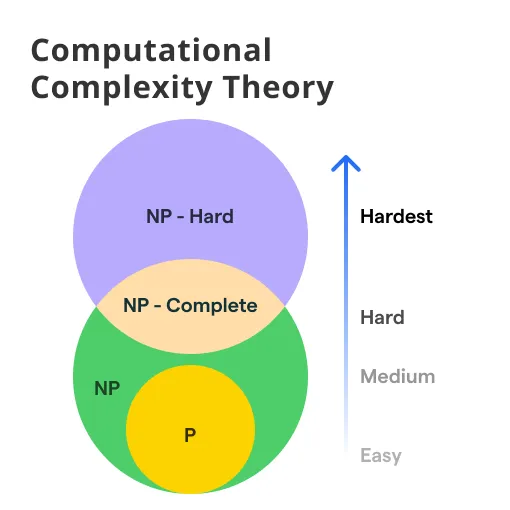 Computational
Complexity Theory
NP - Hard
Hardest
NP - Complete
Hard
Medium
NP
P
Easy